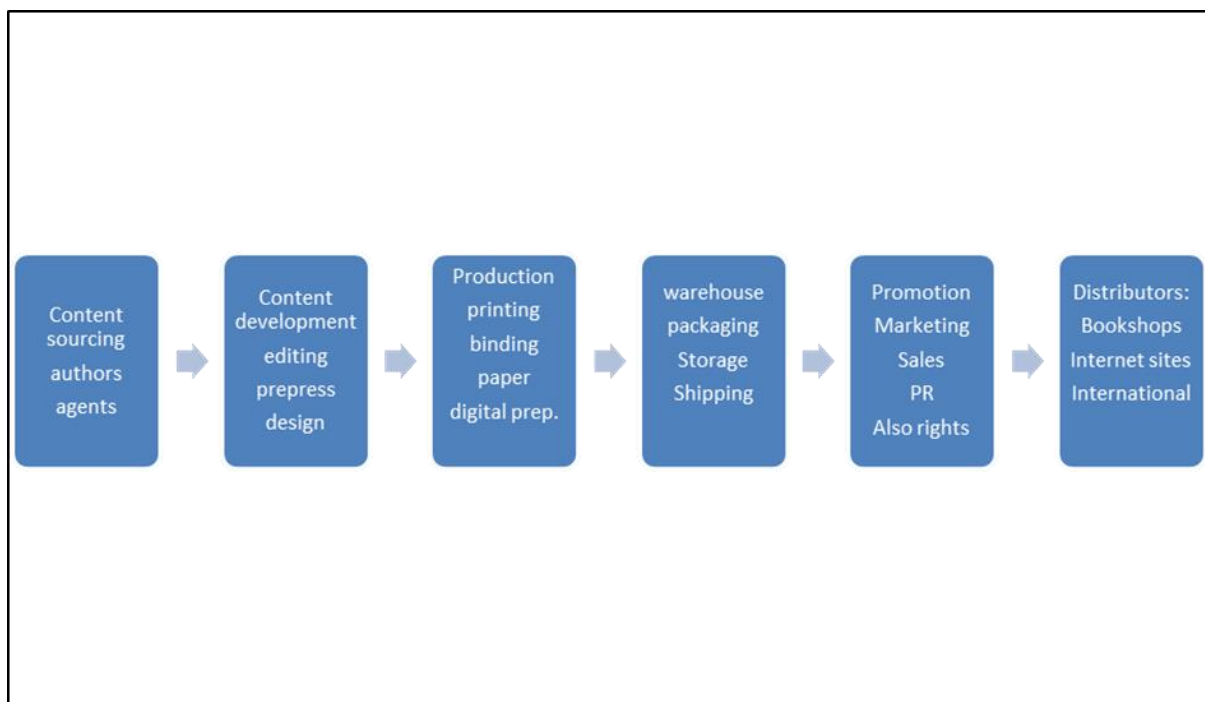 Content
sourcing
authors
agents
Content
development
editing
prepress
design
Production
printing
binding
paper
digital prep.
warehouse
packaging
Storage
Shipping
Promotion
Marketing
Sales
PR
Also rights
Distributors:
Bookshops
Internet sites
International